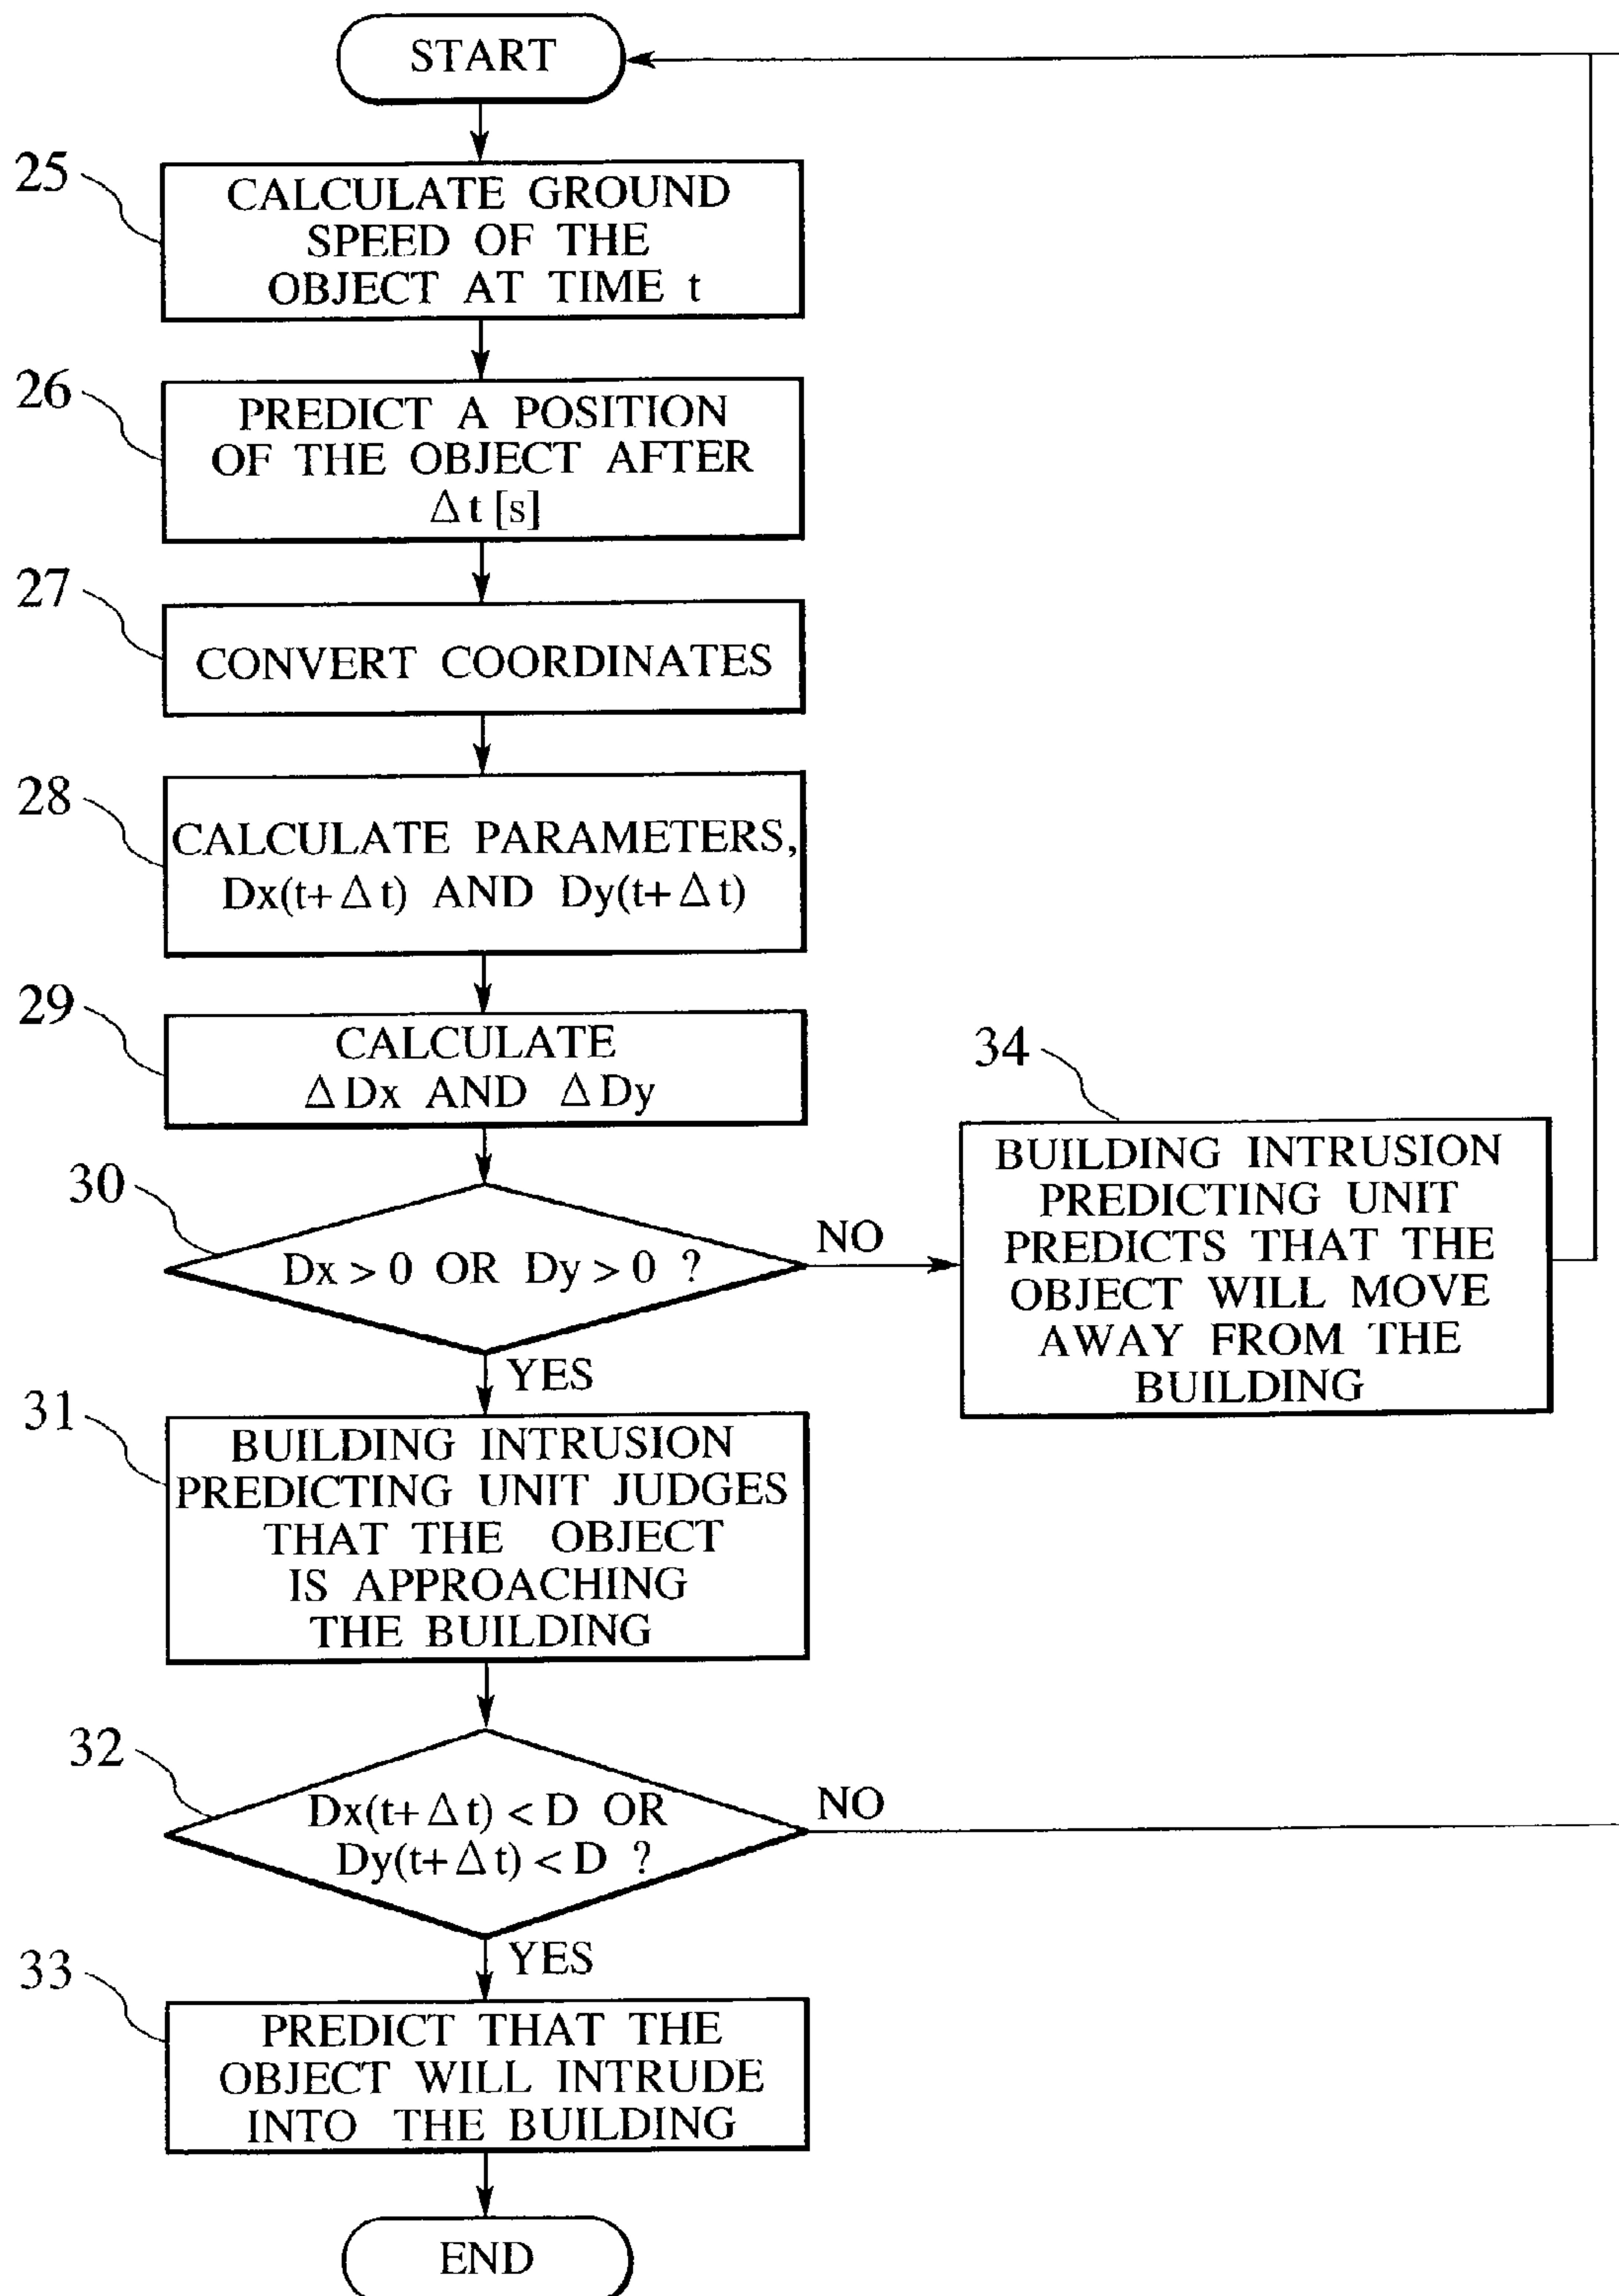 START
25
CALCULATE GROUND
SPEED OF THE
OBJECT AT TIME t
26
PREDICT A POSITION
OF THE OBJECT AFTER
Δt [s]
27
CONVERT COORDINATES
28
CALCULATE PARAMETERS,
Dx(t+Δt) AND Dy(t+Δt)
29
CALCULATE
ΔDx AND ΔDy
30
Dx > 0 OR Dy > 0 ?
NO
34
BUILDING INTRUSION
PREDICTING UNIT
PREDICTS THAT THE
OBJECT WILL MOVE
AWAY FROM THE
BUILDING
YES
31
BUILDING INTRUSION
PREDICTING UNIT JUDGES
THAT THE OBJECT
IS APPROACHING
THE BUILDING
32
Dx(t+Δt) < D OR
Dy(t+Δt) < D ?
NO
YES
33
PREDICT THAT THE
OBJECT WILL INTRUDE
INTO THE BUILDING
END